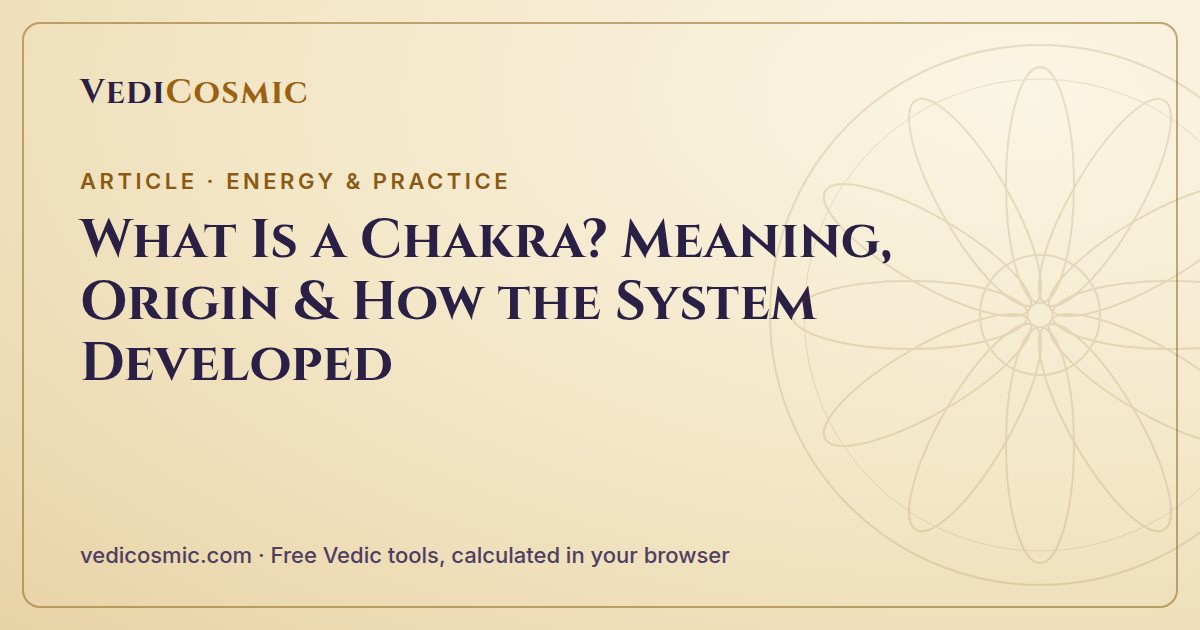 VediCosmic
ARTICLE · ENERGY & PRACTICE
What Is a Chakra? Meaning,
Origin & How the System
Developed
vedicosmic.com · Free Vedic tools, calculated in your browser